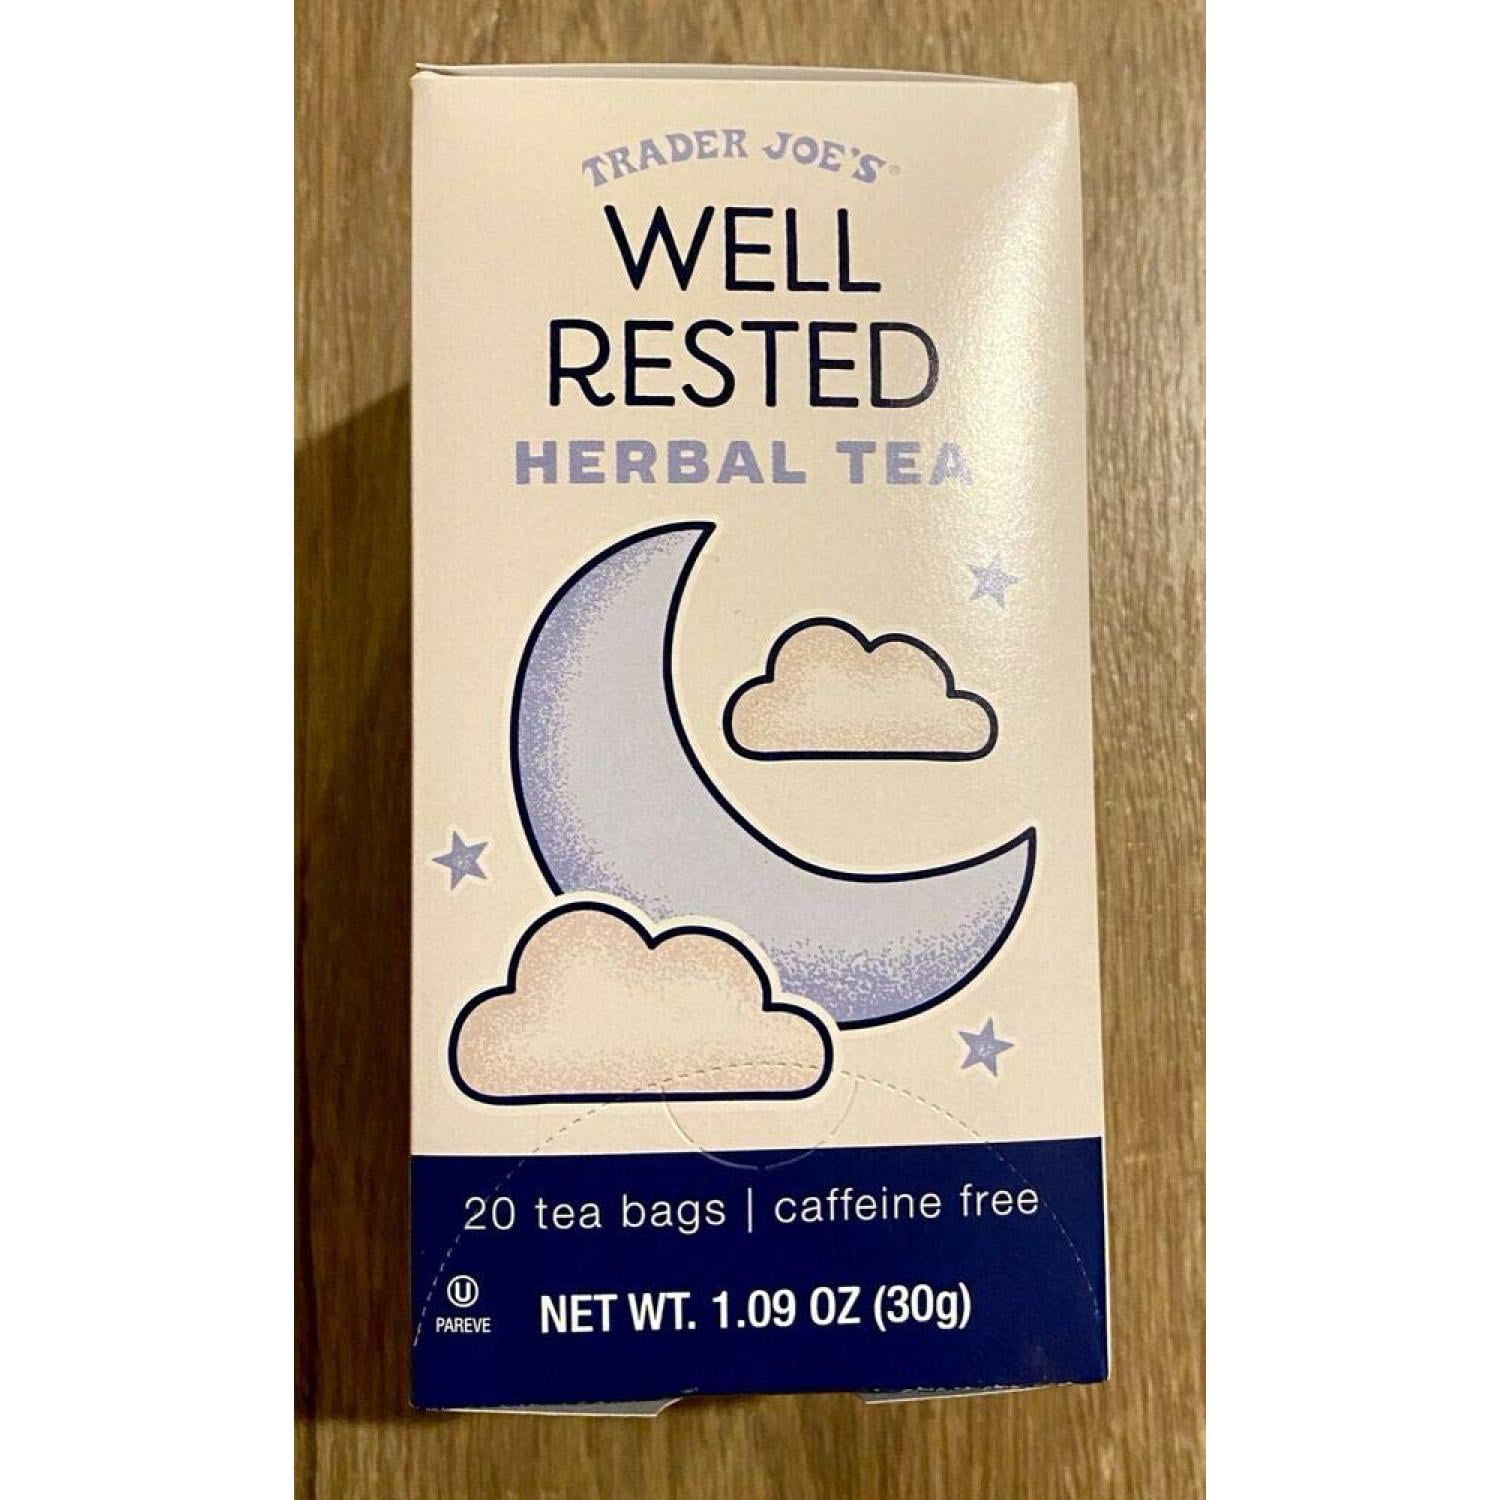 TRADER JOE'S®
WELL
RESTED
HERBAL TEA
20 tea bags | caffeine free
Ⓤ
PAREVE
NET WT. 1.09 OZ (30g)